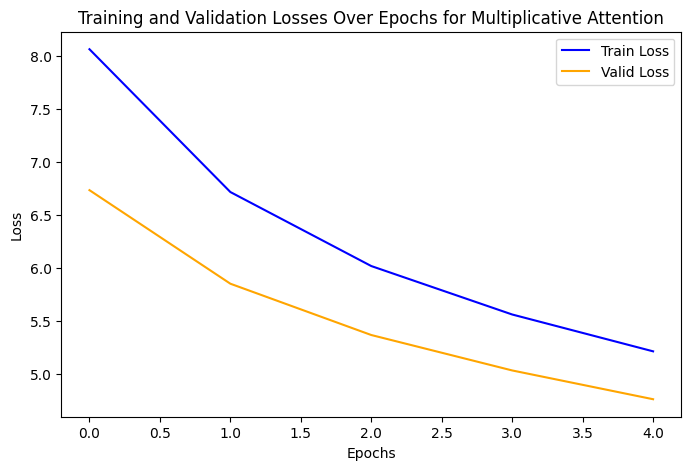 Training and Validation Losses Over Epochs for Multiplicative Attention
Train Loss
Valid Loss
8.0
7.5
7.0
6.5
6.0
5.5
5.0
Loss
0.0 0.5 1.0 1.5 2.0 2.5 3.0 3.5 4.0
Epochs